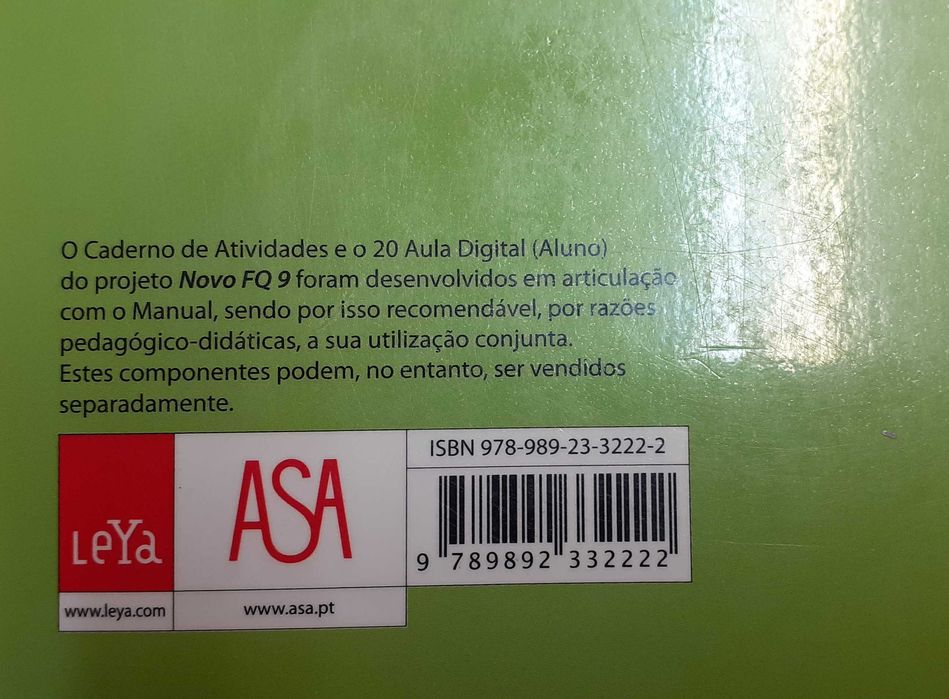 O Caderno de Atividades e o 20 Aula Digital (Aluno)
do projeto Novo FQ 9 foram desenvolvidos em articulação
com o Manual, sendo por isso recomendável, por razões
pedagógico-didáticas, a sua utilização conjunta.
Estes componentes podem, no entanto, ser vendidos
separadamente.
LeYa
www.leya.com
ASA
www.asa.pt
ISBN 978-989-23-3222-2
9 789892 332222